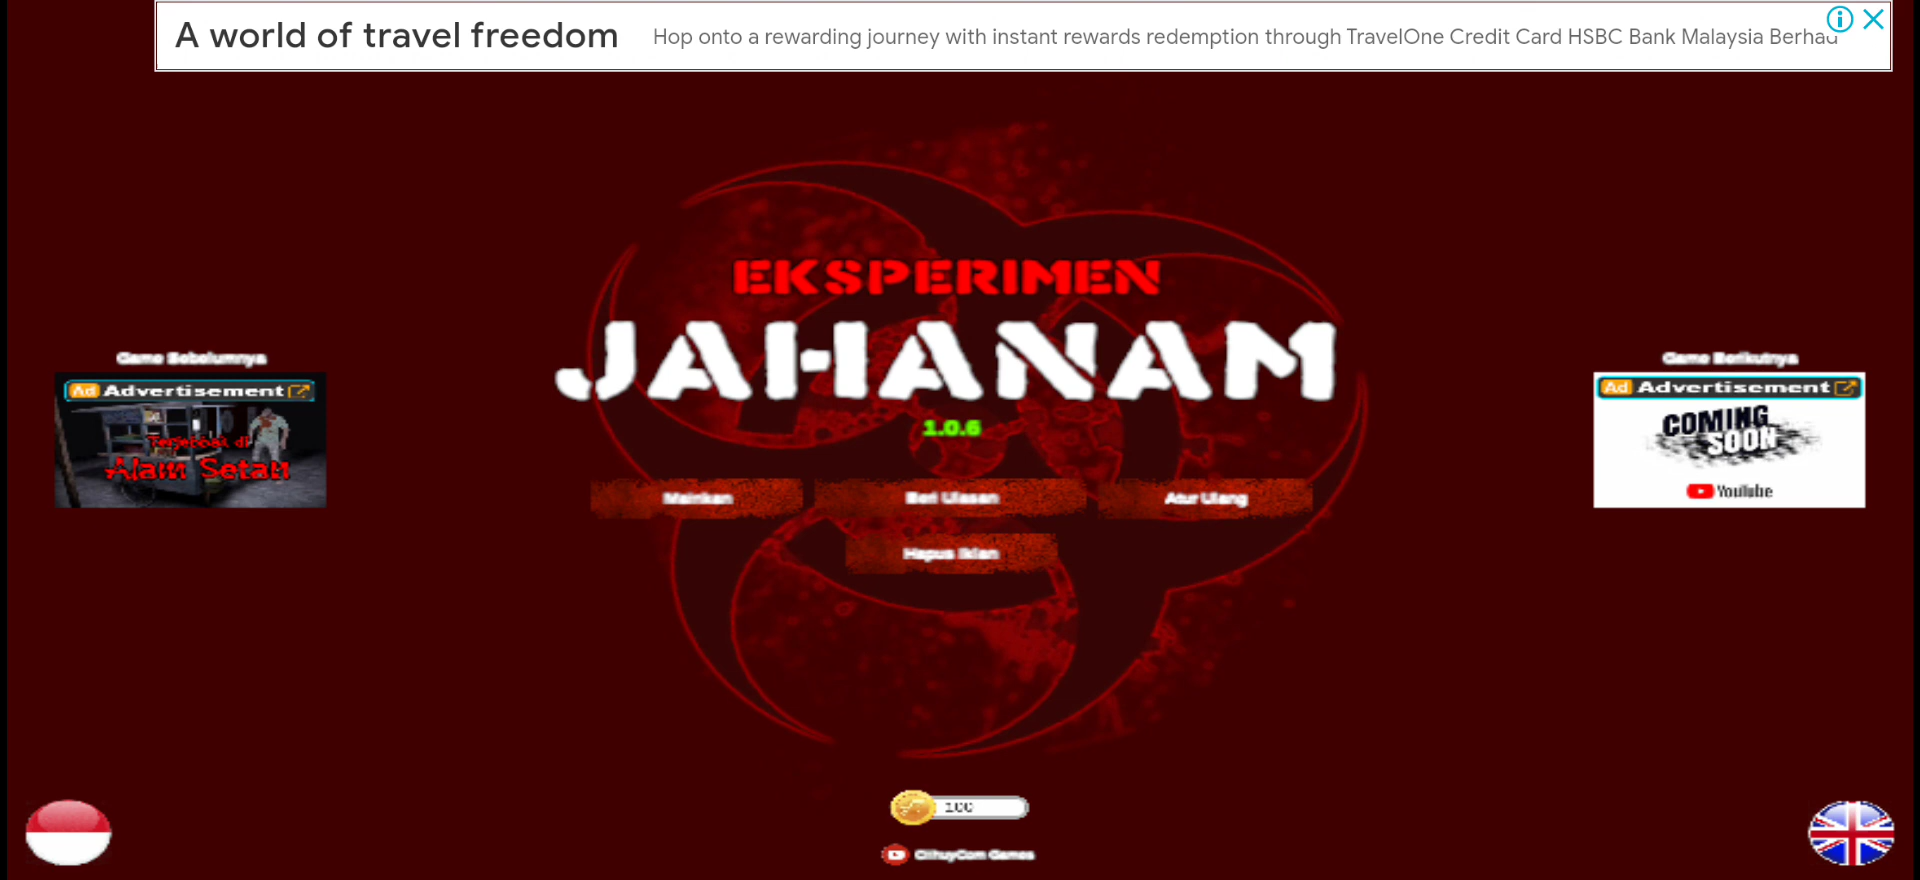 A world of travel freedom
Hop onto a rewarding journey with instant rewards redemption through TravelOne Credit Card HSBC Bank Malaysia Berhad
EKSPERIMEN
JAHANAM
1.0.6
Game Sebelumnya
Ad Advertisement
Terjebak di
Alam Setan
Game Berikutnya
Ad Advertisement
COMING
SOON
YouTube
Mainkan
Beri Ulasan
Atur Ulang
Hapus Iklan
100
Games